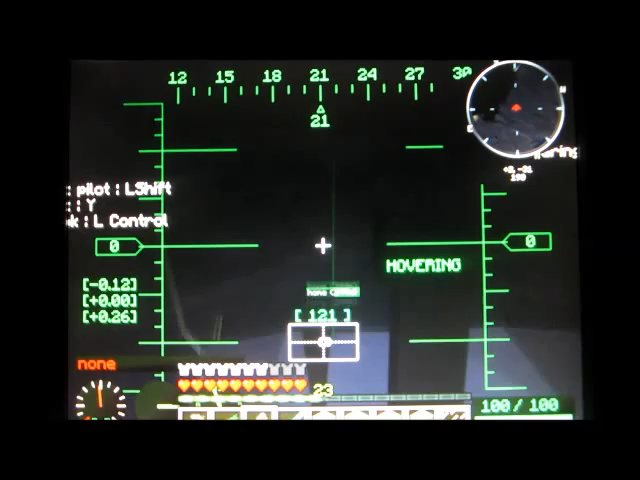 12 15 18 21 24 27 30
21
pilot : LShift
: Y
: L Control
0
0
HOVERING
[-0.12]
[+0.00]
[+0.26]
[ 121 ]
none
23
100 / 100